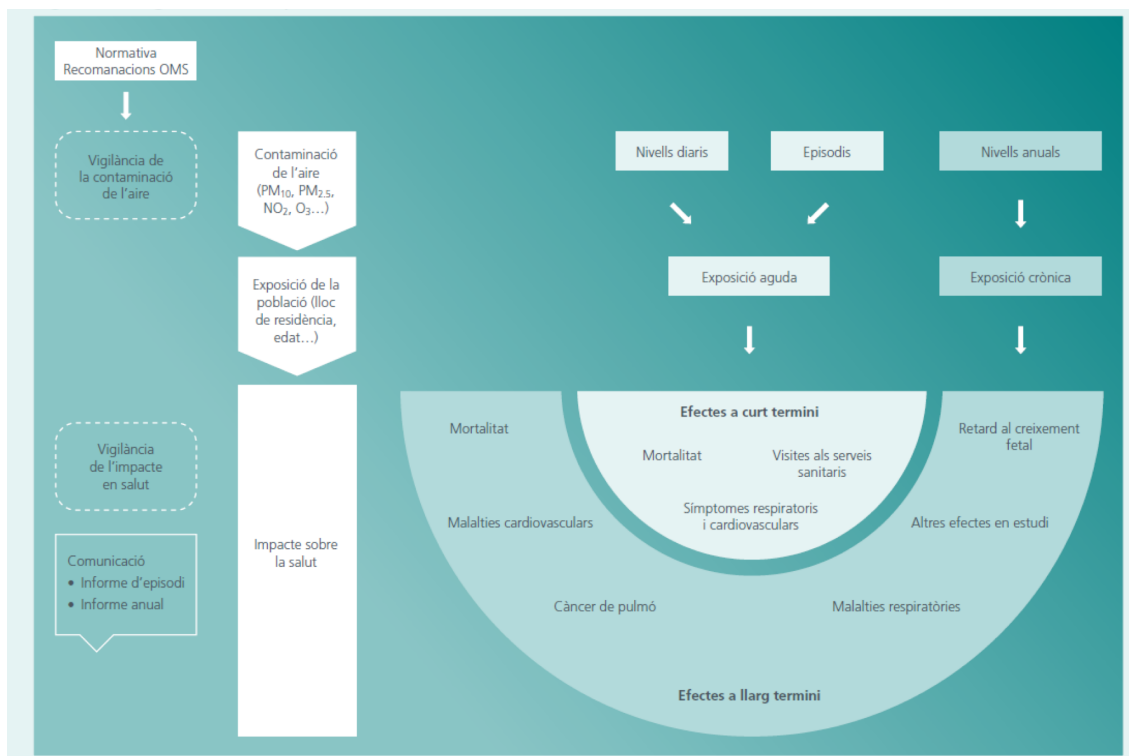 Normativa
Recomanacions OMS
Vigilància de
la contaminació
de l'aire
Contaminació
de l'aire
(PM₁₀, PM₂.₅,
NO₂, O₃...)
Nivells diaris
Episodis
Nivells anuals
Exposició de la
població (lloc
de residència,
edat...)
Exposició aguda
Exposició crònica
Vigilància
de l'impacte
en salut
Comunicació
• Informe d'episodi
• Informe anual
Impacte sobre
la salut
Efectes a curt termini
Mortalitat
Visites als serveis
sanitaris
Símptomes respiratoris
i cardiovasculars
Mortalitat
Retard al creixement
fetal
Malalties cardiovasculars
Altres efectes en estudi
Càncer de pulmó
Malalties respiratòries
Efectes a llarg termini